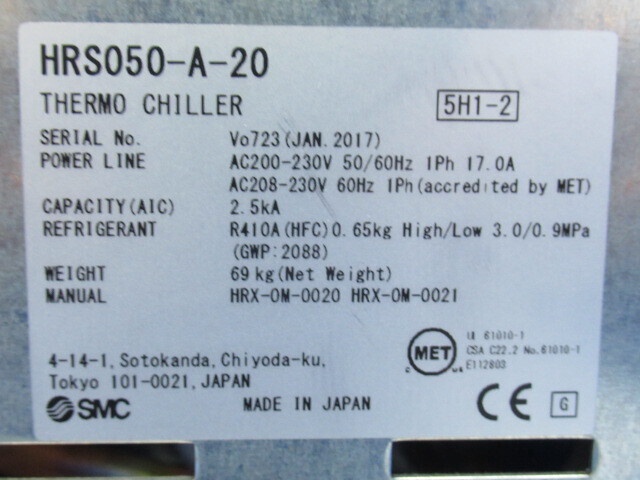 HRS050-A-20
THERMO CHILLER 5H1-2
SERIAL No. Vo723(JAN.2017)
POWER LINE AC200-230V 50/60Hz 1Ph 17.0A
AC208-230V 60Hz 1Ph(accredited by MET)
CAPACITY(AIC) 2.5kA
REFRIGERANT R410A(HFC)0.65kg High/Low 3.0/0.9MPa
(GWP:2088)
WEIGHT 69kg(Net Weight)
MANUAL HRX-OM-O020 HRX-OM-O021
UL 61010-1
MET CSA C22.2 No.61010-1
C US E112803
4-14-1, Sotokanda, Chiyoda-ku,
Tokyo 101-0021, JAPAN
SMC MADE IN JAPAN CE G